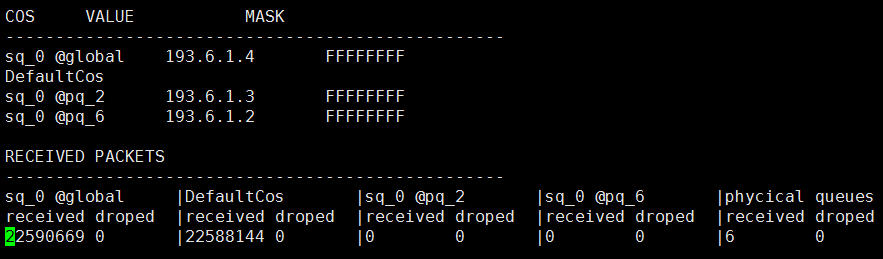 COS VALUE MASK
--------------------------------------------------
sq_0 @global 193.6.1.4 FFFFFFFF
DefaultCos
sq_0 @pq_2 193.6.1.3 FFFFFFFF
sq_0 @pq_6 193.6.1.2 FFFFFFFF
RECEIVED PACKETS
--------------------------------------------------
sq_0 @global |DefaultCos |sq_0 @pq_2 |sq_0 @pq_6 |phycical queues
received droped |received droped |received droped |received droped |received droped
22590669 0 |22588144 0 |0 0 |0 0 |6 0